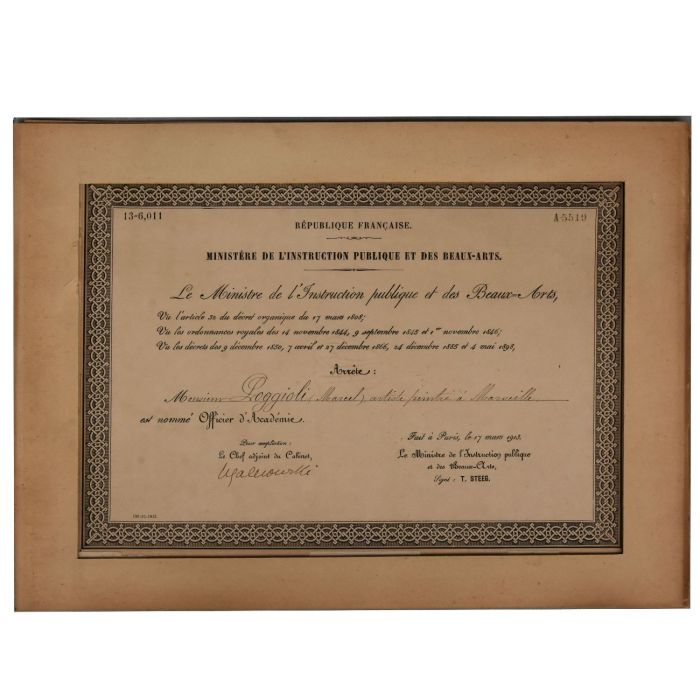 13-6,011
A-5519
RÉPUBLIQUE FRANÇAISE.
MINISTÈRE DE L'INSTRUCTION PUBLIQUE ET DES BEAUX-ARTS.
Le Ministre de l'Instruction publique et des Beaux-Arts,
Vu l'article 32 du décret organique du 17 mars 1808;
Vu les ordonnances royales des 14 novembre 1844, 9 septembre 1845 et 1er novembre 1846;
Vu les décrets des 9 décembre 1850, 7 avril et 27 décembre 1866, 24 décembre 1885 et 4 mai 1898,
Arrête:
Monsieur Poggioli (Marcel), artiste peintre à Marseille,
est nommé Officier d'Académie.
Pour ampliation:
Le Chef adjoint du Cabinet,
Fait à Paris, le 17 mars 1913.
Le Ministre de l'Instruction publique
et des Beaux-Arts,
Signé: T. STEEG.